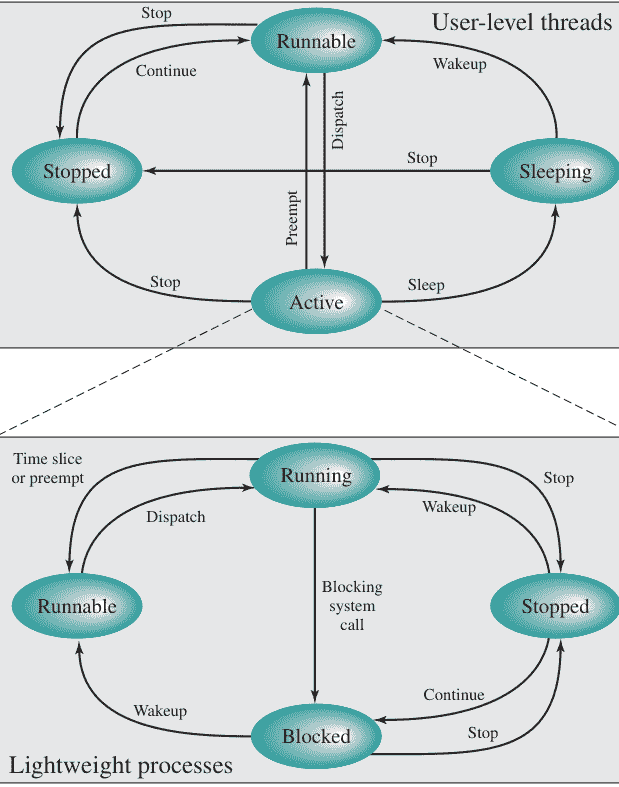 User-level threads
Stop
Runnable
Continue
Wakeup
Dispatch
Stopped
Stop
Sleeping
Preempt
Stop
Active
Sleep
Time slice
or preempt
Running
Stop
Dispatch
Wakeup
Runnable
Blocking
system
call
Stopped
Wakeup
Continue
Blocked
Stop
Lightweight processes